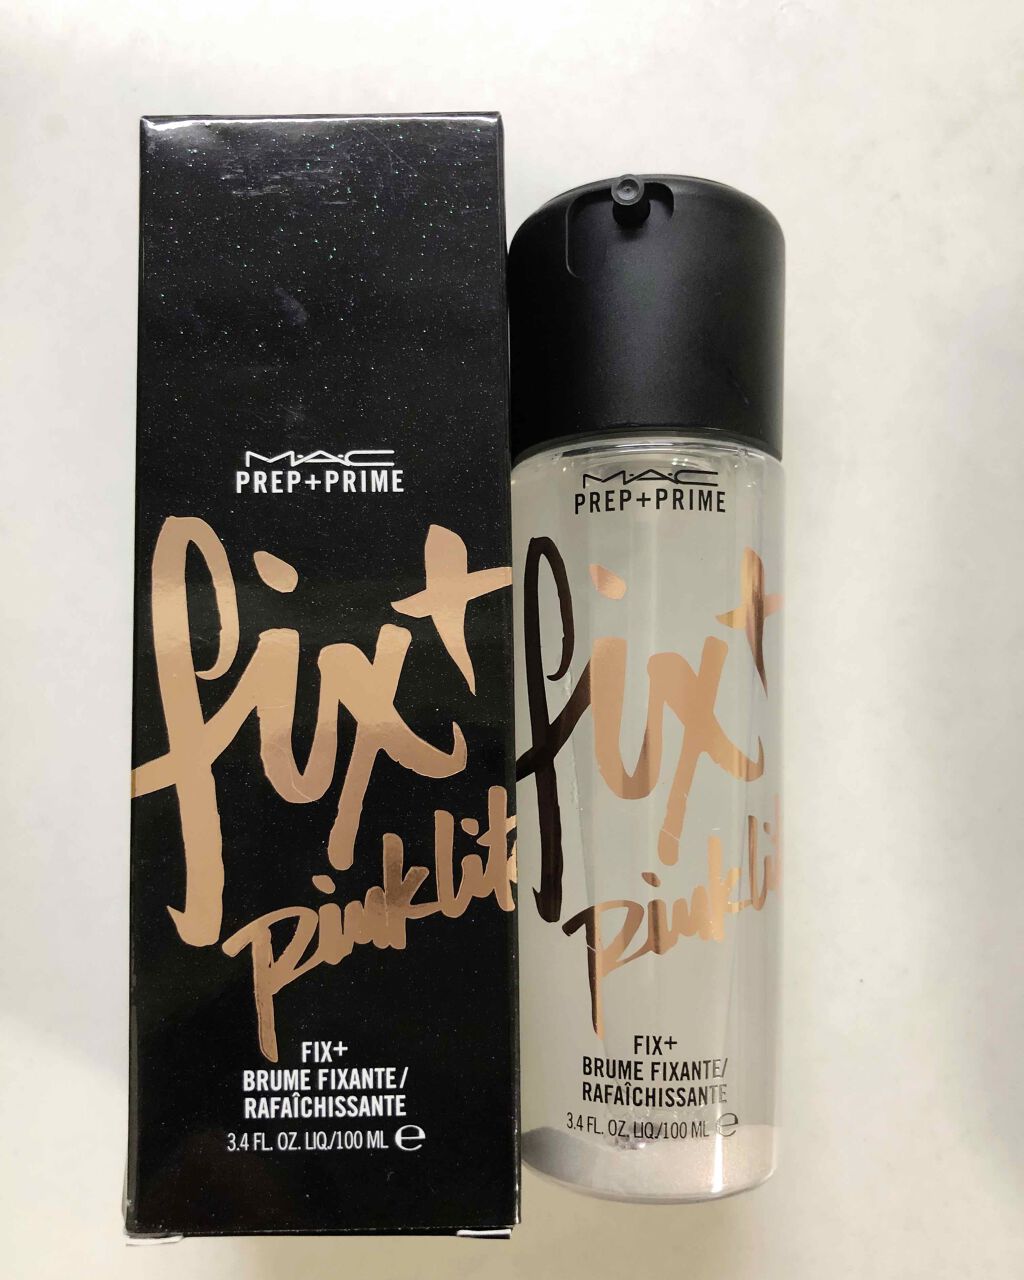 M·A·C
PREP+PRIME
fix+
Pinklite
FIX+
BRUME FIXANTE/
RAFAÎCHISSANTE
3.4 FL. OZ. LIQ./100 ML ℮
M·A·C
PREP+PRIME
fix+
Pinklit
FIX+
BRUME FIXANTE/
RAFAÎCHISSANTE
3.4 FL. OZ. LIQ./100 ML ℮